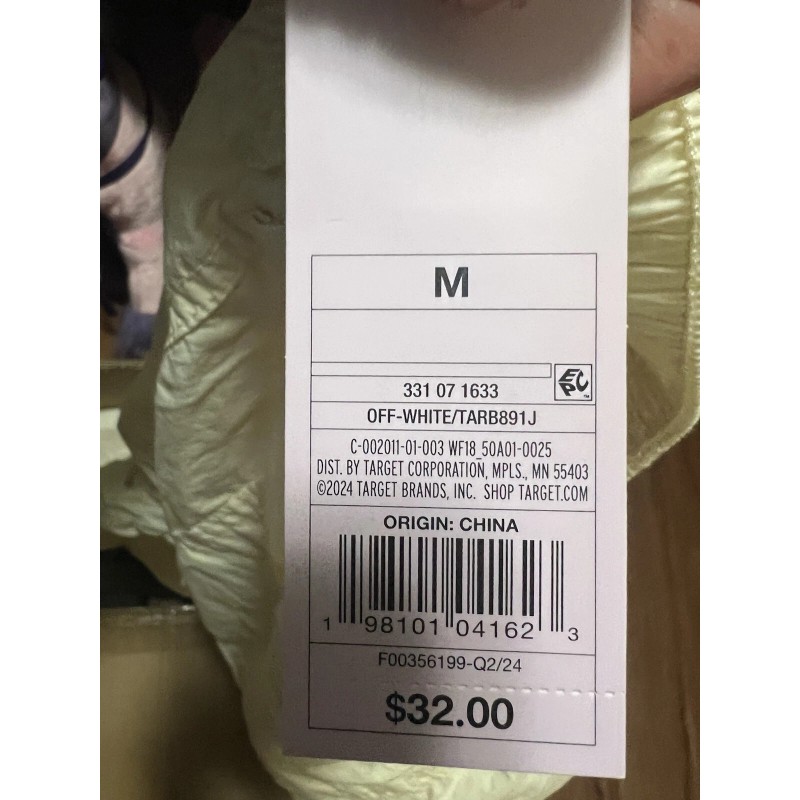 M
EPC™
331 07 1633
OFF-WHITE/TARB891J
C-002011-01-003 WF18_50A01-0025
DIST. BY TARGET CORPORATION, MPLS., MN 55403
©2024 TARGET BRANDS, INC. SHOP TARGET.COM
ORIGIN: CHINA
1 98101 04162 3
F00356199-Q2/24
$32.00